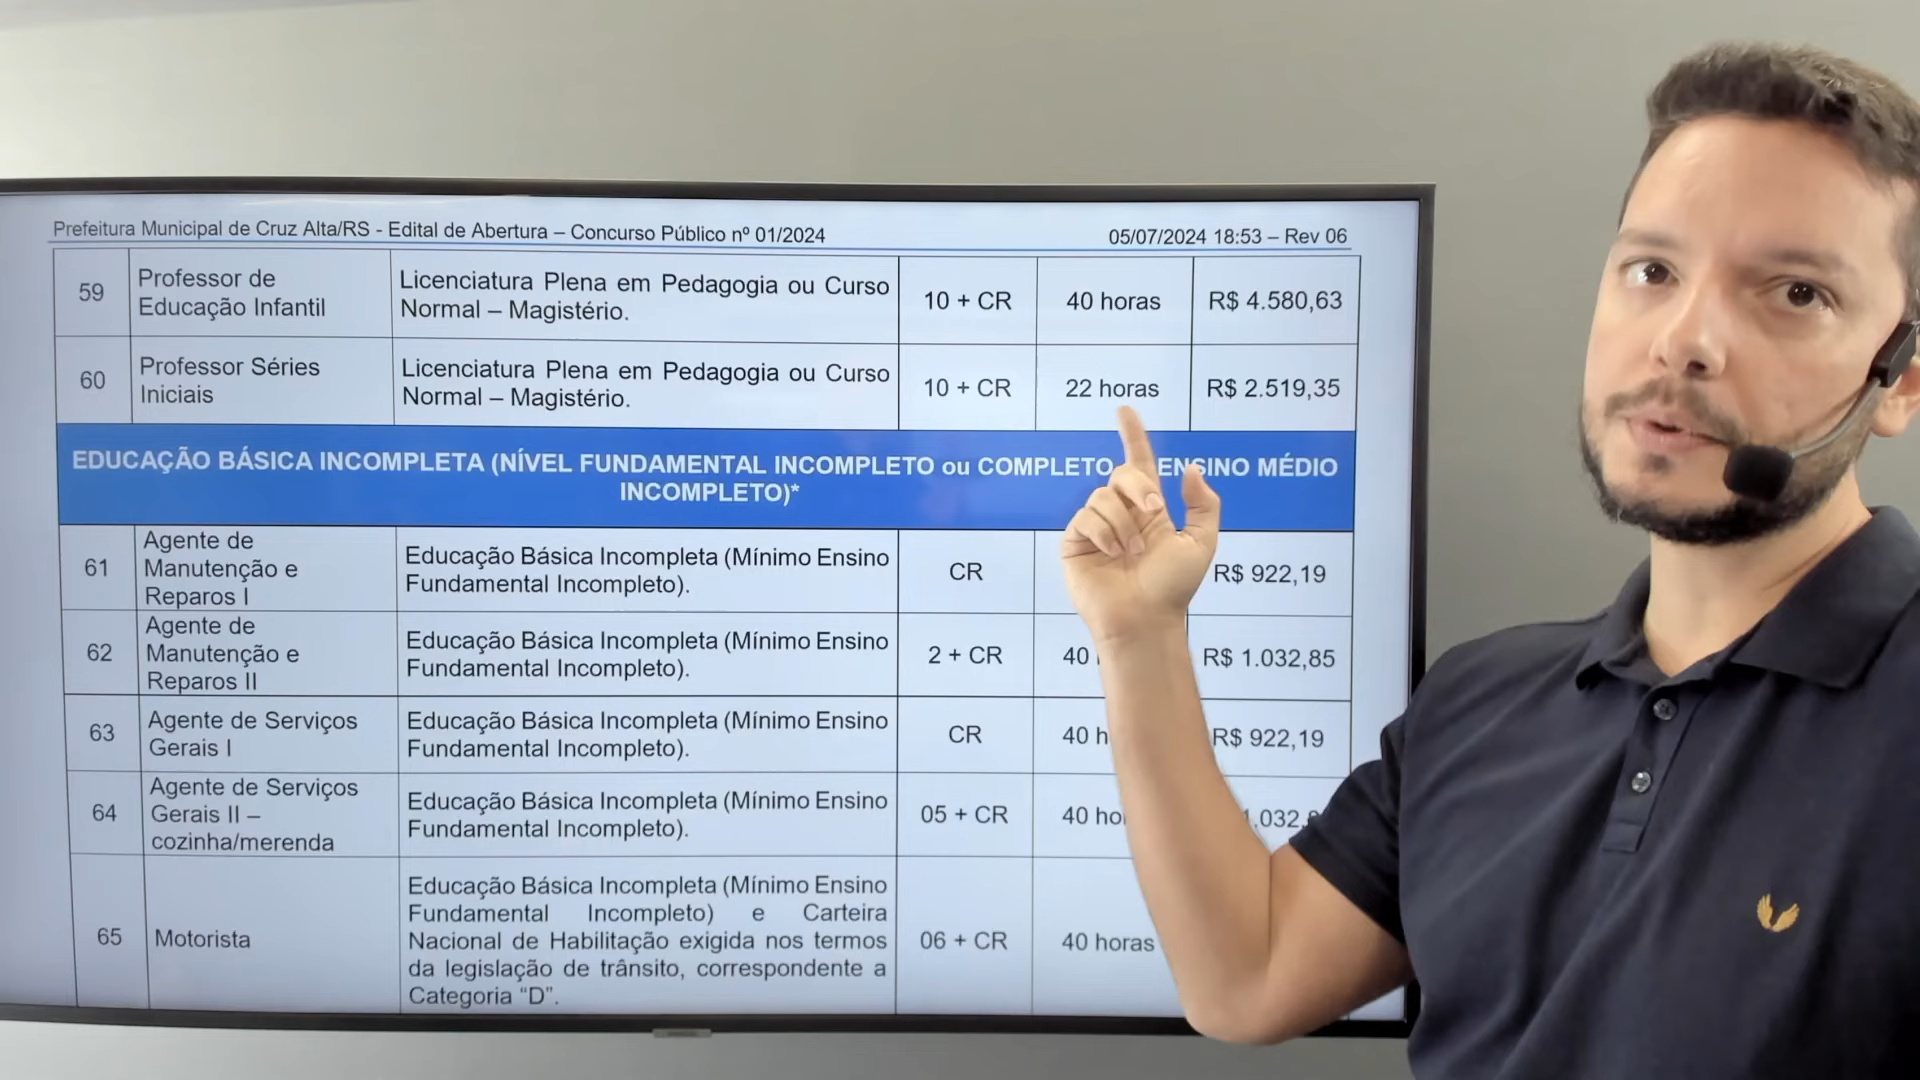 Prefeitura Municipal de Cruz Alta/RS - Edital de Abertura – Concurso Público nº 01/2024
05/07/2024 18:53 – Rev 06
59
Professor de
Educação Infantil
Licenciatura Plena em Pedagogia ou Curso
Normal – Magistério.
10 + CR
40 horas
R$ 4.580,63
60
Professor Séries
Iniciais
Licenciatura Plena em Pedagogia ou Curso
Normal – Magistério.
10 + CR
22 horas
R$ 2.519,35
EDUCAÇÃO BÁSICA INCOMPLETA (NÍVEL FUNDAMENTAL INCOMPLETO ou COMPLETO ENSINO MÉDIO
INCOMPLETO)*
61
Agente de
Manutenção e
Reparos I
Educação Básica Incompleta (Mínimo Ensino
Fundamental Incompleto).
CR
R$ 922,19
62
Agente de
Manutenção e
Reparos II
Educação Básica Incompleta (Mínimo Ensino
Fundamental Incompleto).
2 + CR
40
R$ 1.032,85
63
Agente de Serviços
Gerais I
Educação Básica Incompleta (Mínimo Ensino
Fundamental Incompleto).
CR
40 h
R$ 922,19
64
Agente de Serviços
Gerais II –
cozinha/merenda
Educação Básica Incompleta (Mínimo Ensino
Fundamental Incompleto).
05 + CR
40 ho
65
Motorista
Educação Básica Incompleta (Mínimo Ensino
Fundamental Incompleto) e Carteira
Nacional de Habilitação exigida nos termos
da legislação de trânsito, correspondente a
Categoria “D”.
06 + CR
40 horas